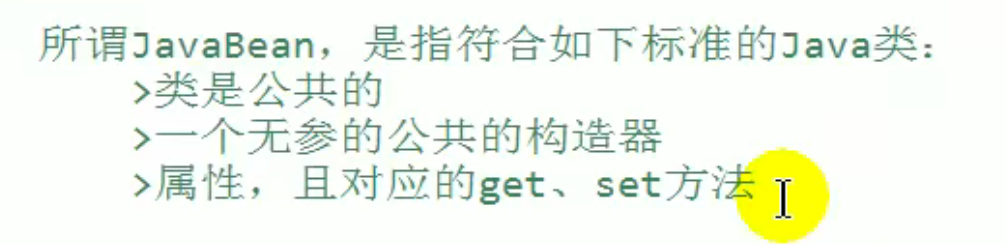 所谓JavaBean，是指符合如下标准的Java类：
>类是公共的
>一个无参的公共的构造器
>属性，且对应的get、set方法